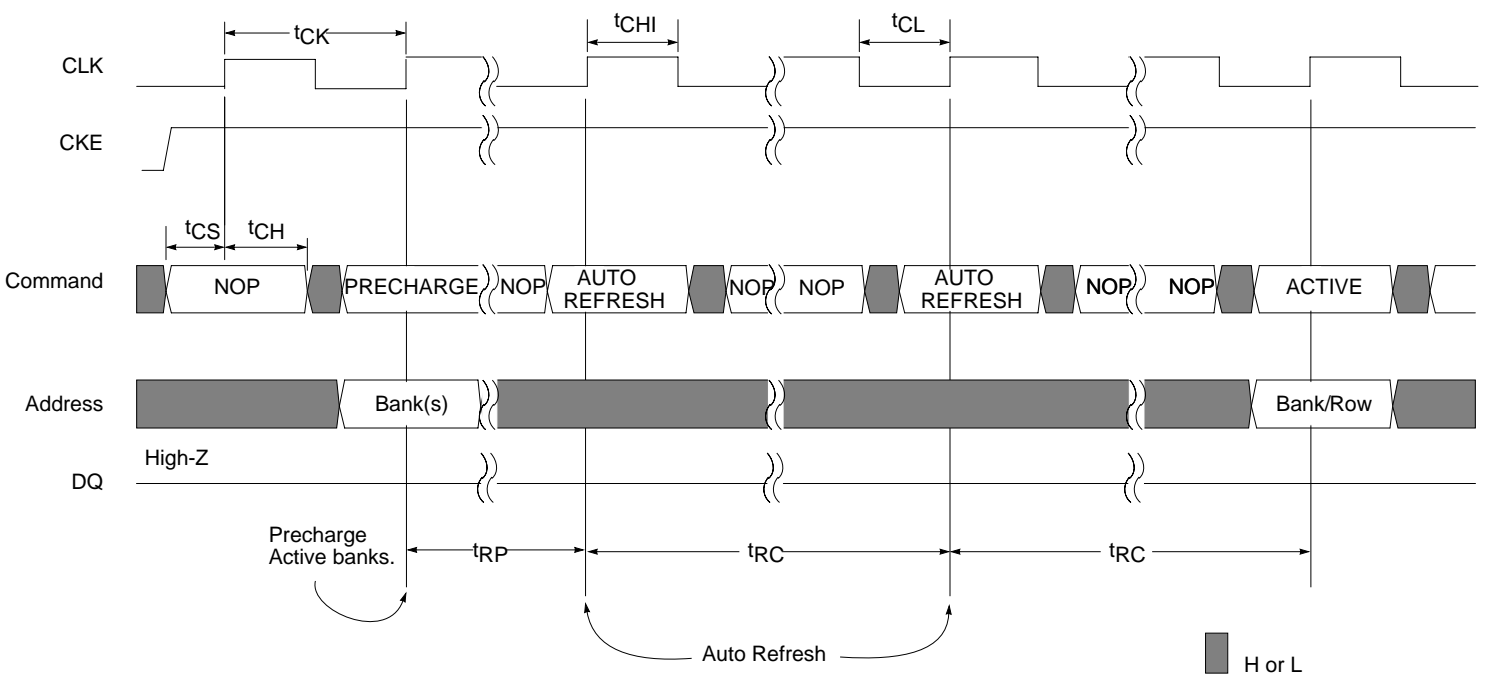 tCK
tCHI
tCL
CLK
CKE
tCS
tCH
Command
NOP
PRECHARGE
NOP
AUTO
REFRESH
NOP
NOP
AUTO
REFRESH
NOP
NOP
ACTIVE
Address
Bank(s)
Bank/Row
High-Z
DQ
Precharge
Active banks.
tRP
tRC
tRC
Auto Refresh
H or L